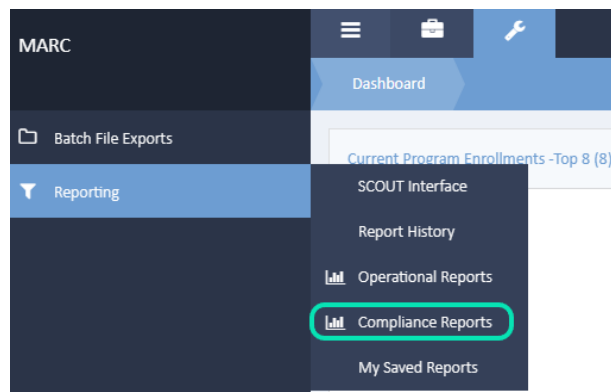 MARC
Dashboard
Batch File Exports
Current Program Enrollments -Top 8 (8)
Reporting
SCOUT Interface
Report History
Operational Reports
Compliance Reports
My Saved Reports